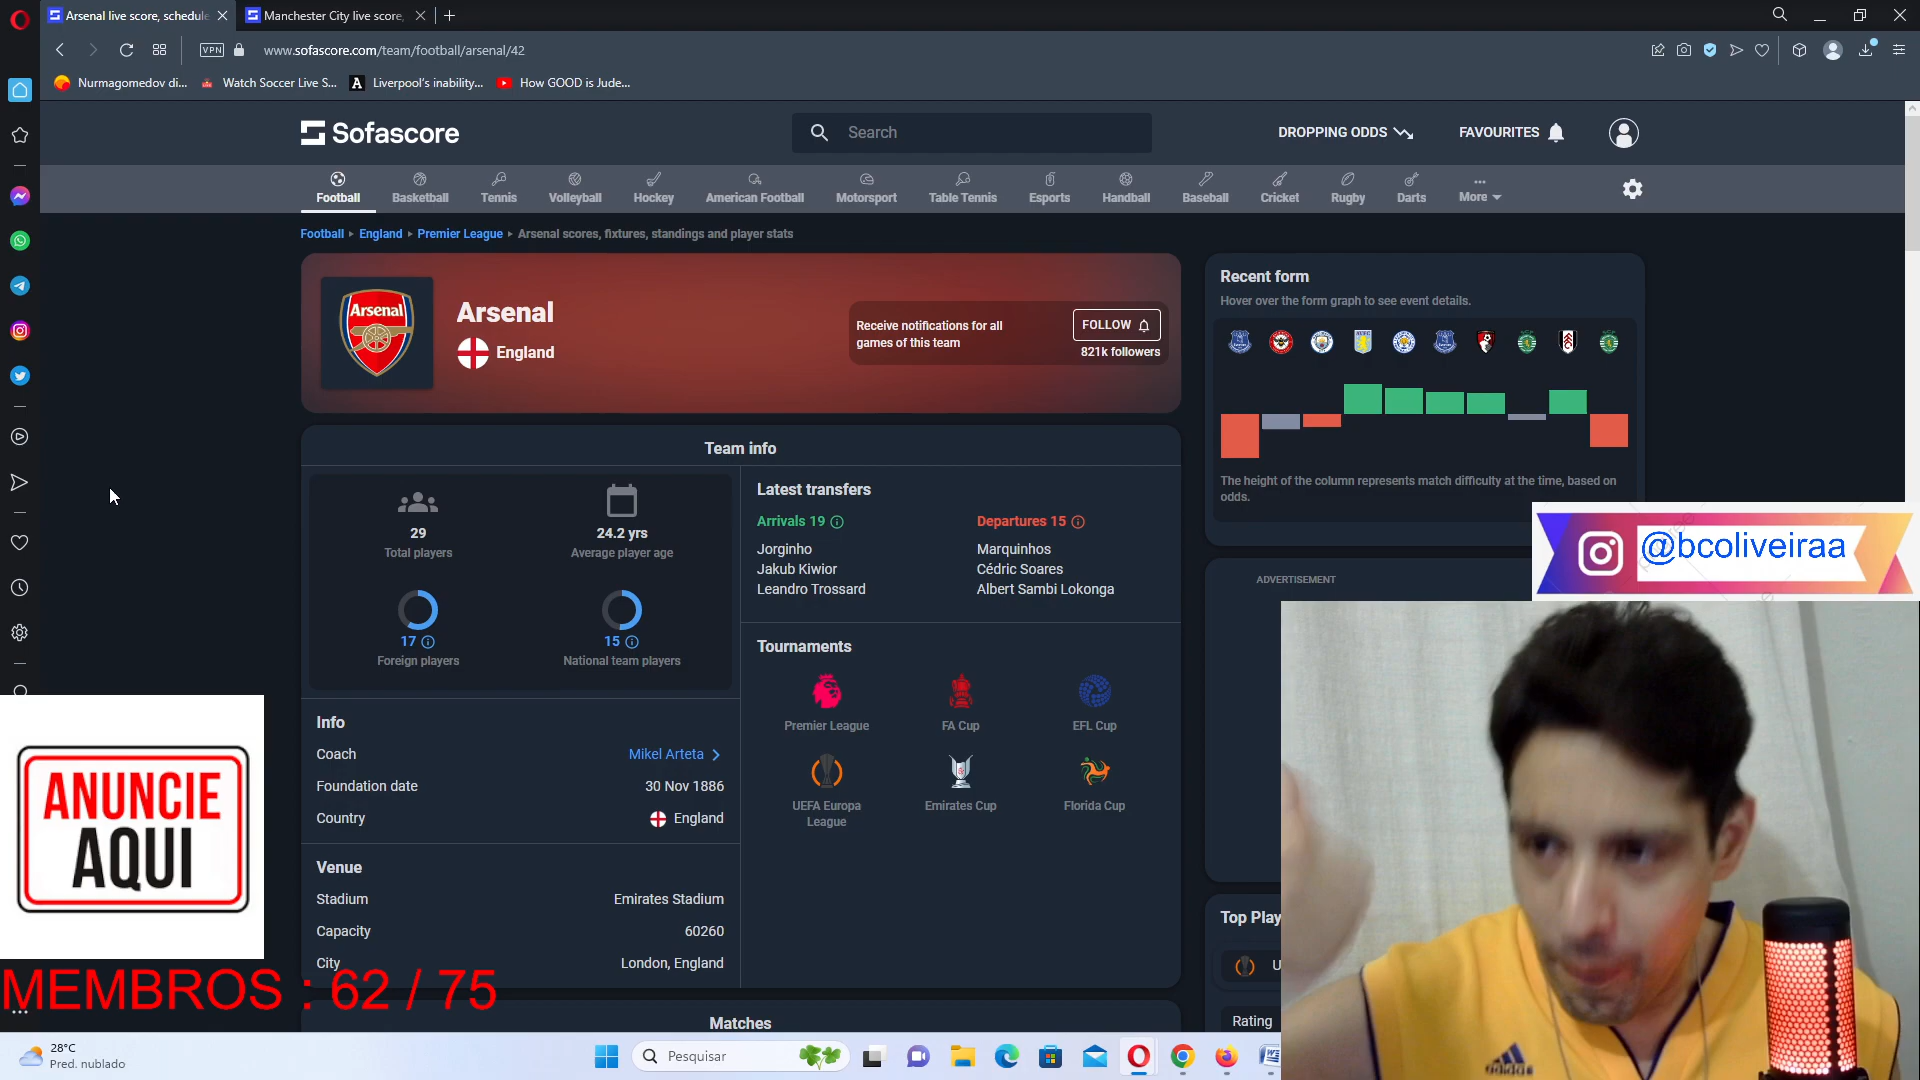 Arsenal live score, schedule
Manchester City live score,
VPN
www.sofascore.com/team/football/arsenal/42
Nurmagomedov di...
Watch Soccer Live S...
A
Liverpool's inability...
How GOOD is Jude...
Sofascore
Search
DROPPING ODDS
FAVOURITES
Football
Basketball
Tennis
Volleyball
Hockey
American Football
Motorsport
Table Tennis
Esports
Handball
Baseball
Cricket
Rugby
Darts
More
Football
England
Premier League
Arsenal scores, fixtures, standings and player stats
Arsenal
Arsenal
England
Receive notifications for all
games of this team
FOLLOW
821k followers
Recent form
Hover over the form graph to see event details.
The height of the column represents match difficulty at the time, based on
odds.
Team info
29
Total players
24.2 yrs
Average player age
17
Foreign players
15
National team players
Latest transfers
Arrivals 19
Jorginho
Jakub Kiwior
Leandro Trossard
Departures 15
Marquinhos
Cédric Soares
Albert Sambi Lokonga
Tournaments
Premier League
FA Cup
EFL Cup
UEFA Europa
League
Emirates Cup
Florida Cup
Info
Coach
Mikel Arteta
Foundation date
30 Nov 1886
Country
England
Venue
Stadium
Emirates Stadium
Capacity
60260
City
London, England
Matches
ADVERTISEMENT
@bcoliveiraa
Top Play
U
Rating
ANUNCIE
AQUI
MEMBROS : 62 / 75
adidas
28°C
Pred. nublado
Pesquisar